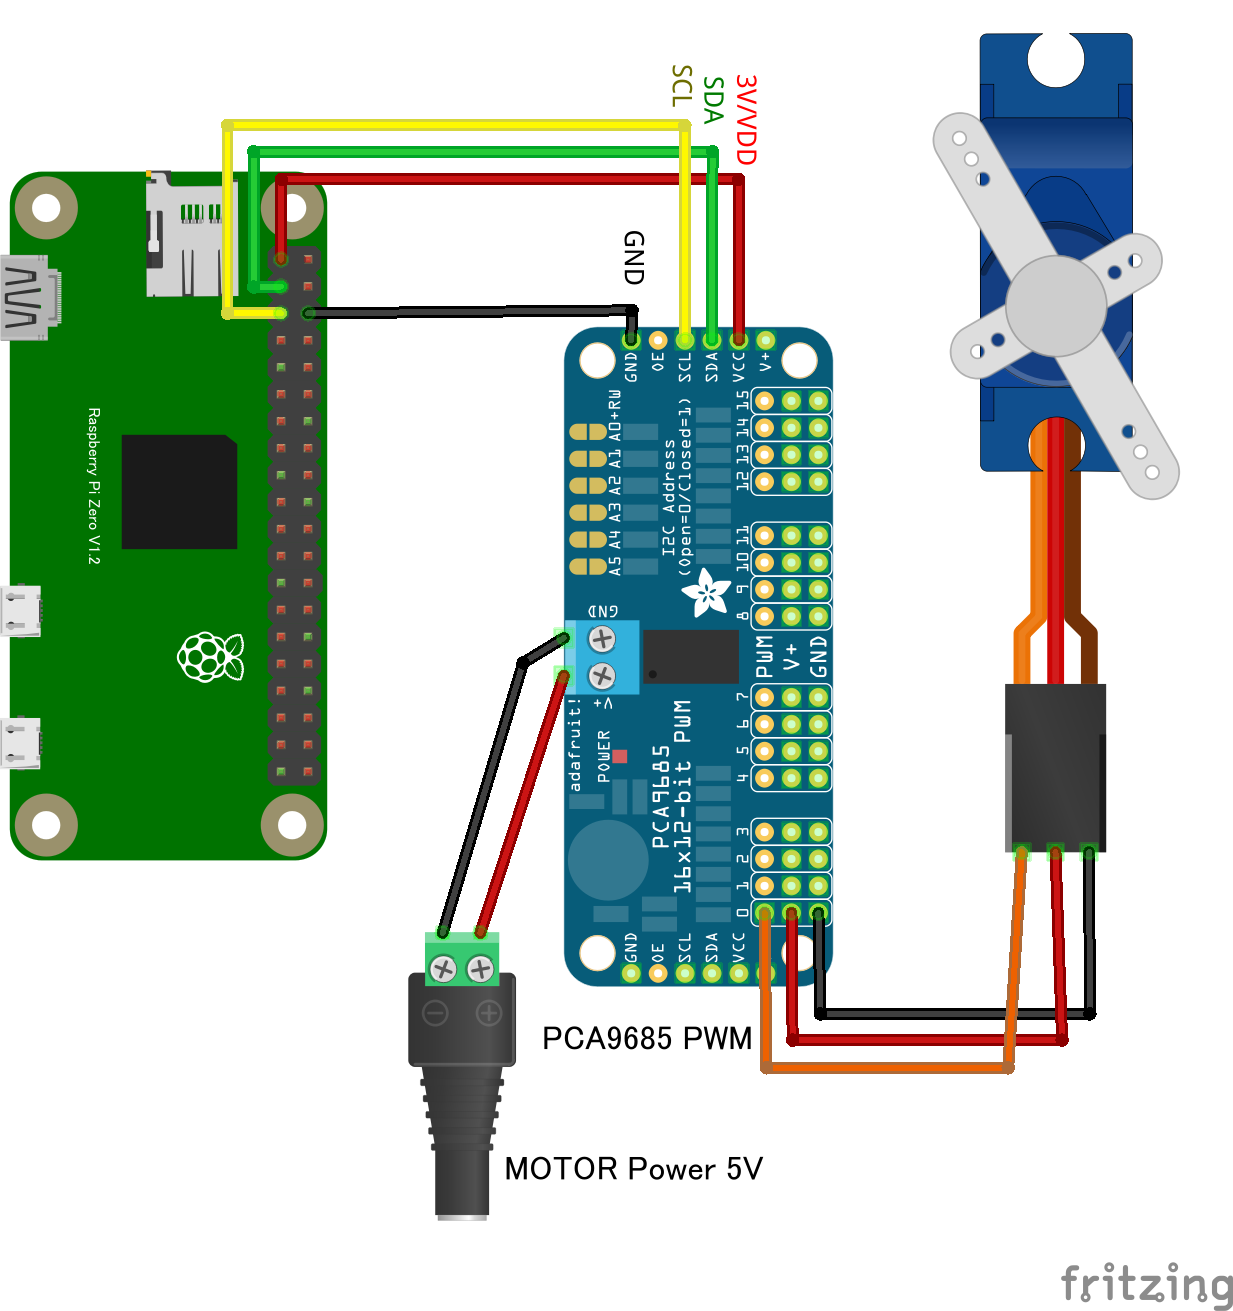 SCL
SDA
3V/VDD
GND
Raspberry Pi Zero V1.2
GND
OE
SCL
SDA
VCC
V+
A0+RW
A1
A2
A3
A4
A5
I2C Address
(Open=0/Closed=1)
15
14
13
12
11
10
9
8
PWM
V+
GND
GND
V+
adafruit!
POWER
PCA9685
16x12-bit PWM
7
6
5
4
3
2
1
0
GND
OE
SCL
SDA
VCC
PCA9685 PWM
MOTOR Power 5V
fritzing